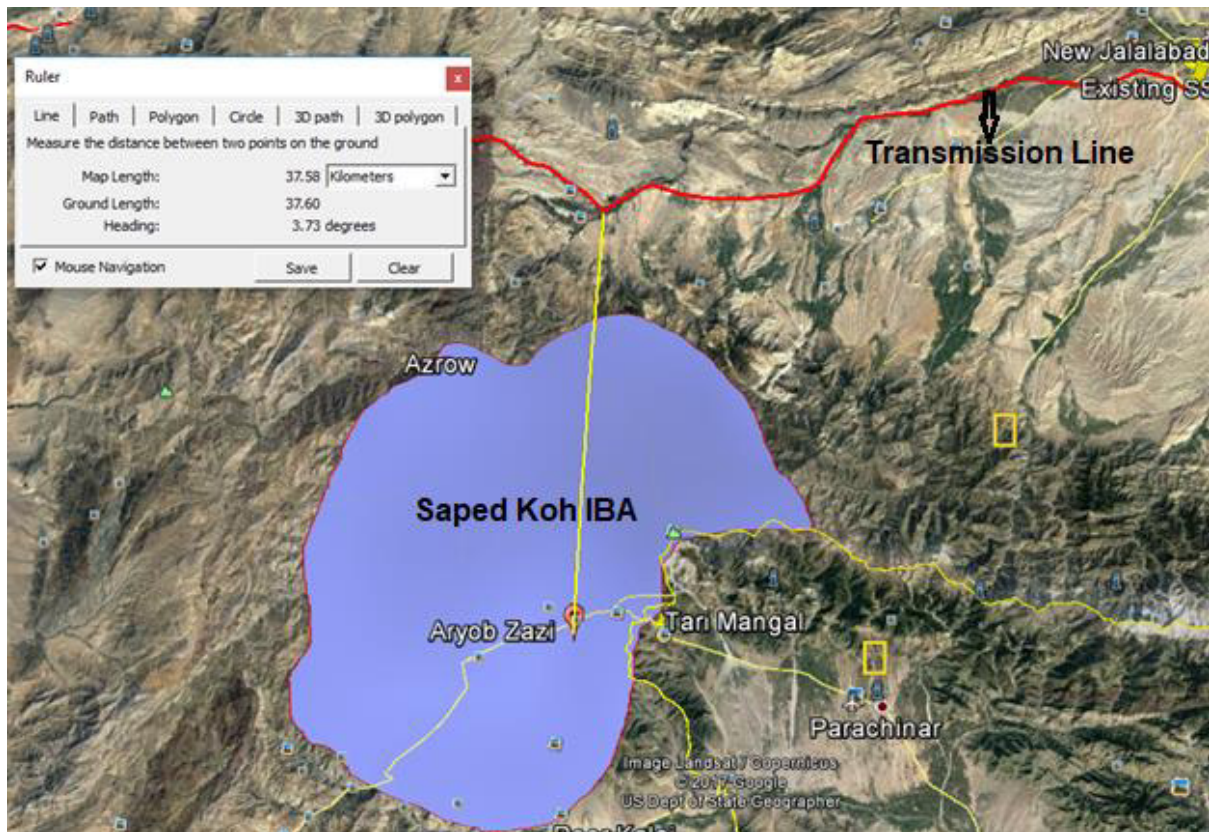 New Jalalabad
Existing SS
Ruler
x
Line Path Polygon Circle 3D path 3D polygon
Measure the distance between two points on the ground
Map Length: 37.58 Kilometers
Ground Length: 37.60
Heading: 3.73 degrees
Mouse Navigation Save Clear
Transmission Line
Azrow
Saped Koh IBA
Aryob Zazi
Tari Mangal
Parachinar
Image Landsat / Copernicus
© 2017 Google
US Dept of State Geographer